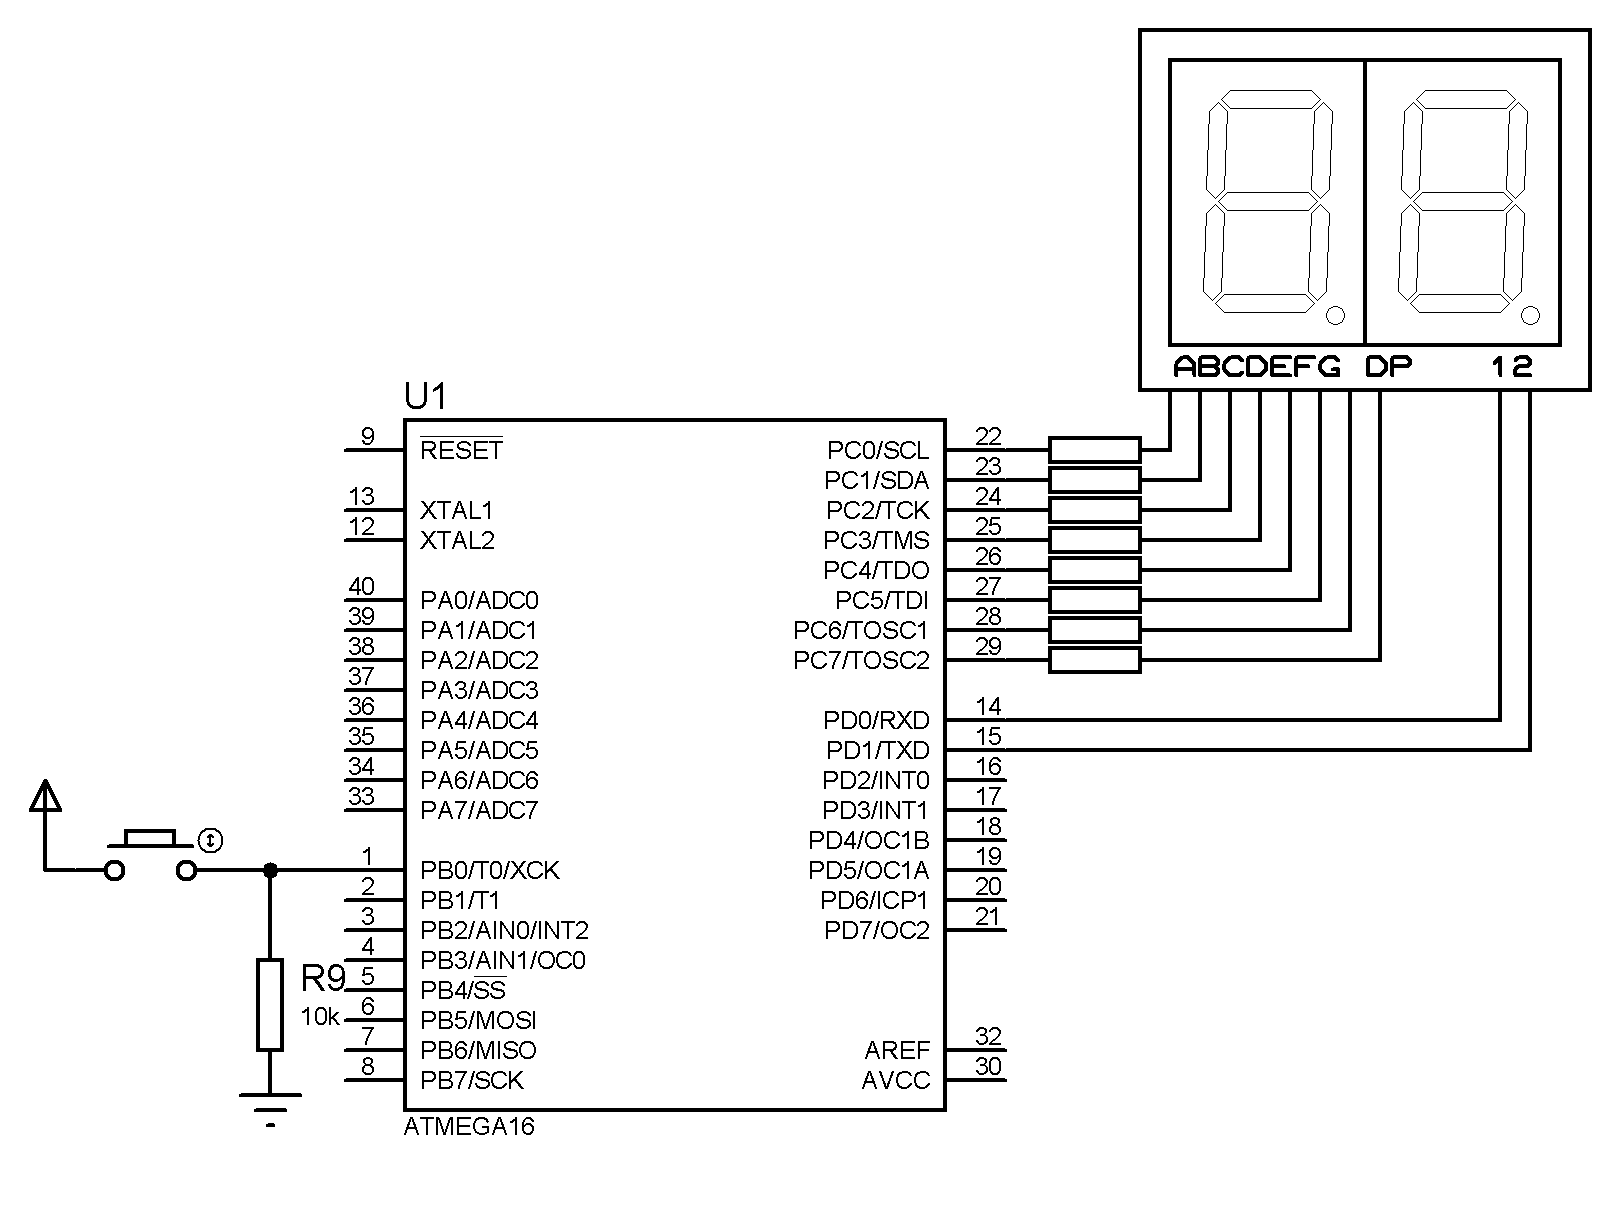 ABCDEFG DP 12
U1
9 RESET PC0/SCL 22
PC1/SDA 23
13 XTAL1 PC2/TCK 24
12 XTAL2 PC3/TMS 25
PC4/TDO 26
40 PA0/ADC0 PC5/TDI 27
39 PA1/ADC1 PC6/TOSC1 28
38 PA2/ADC2 PC7/TOSC2 29
37 PA3/ADC3
36 PA4/ADC4 PD0/RXD 14
35 PA5/ADC5 PD1/TXD 15
34 PA6/ADC6 PD2/INT0 16
33 PA7/ADC7 PD3/INT1 17
PD4/OC1B 18
1 PB0/T0/XCK PD5/OC1A 19
2 PB1/T1 PD6/ICP1 20
3 PB2/AIN0/INT2 PD7/OC2 21
4 PB3/AIN1/OC0
R9 5 PB4/SS
10k 6 PB5/MOSI
7 PB6/MISO AREF 32
8 PB7/SCK AVCC 30
ATMEGA16